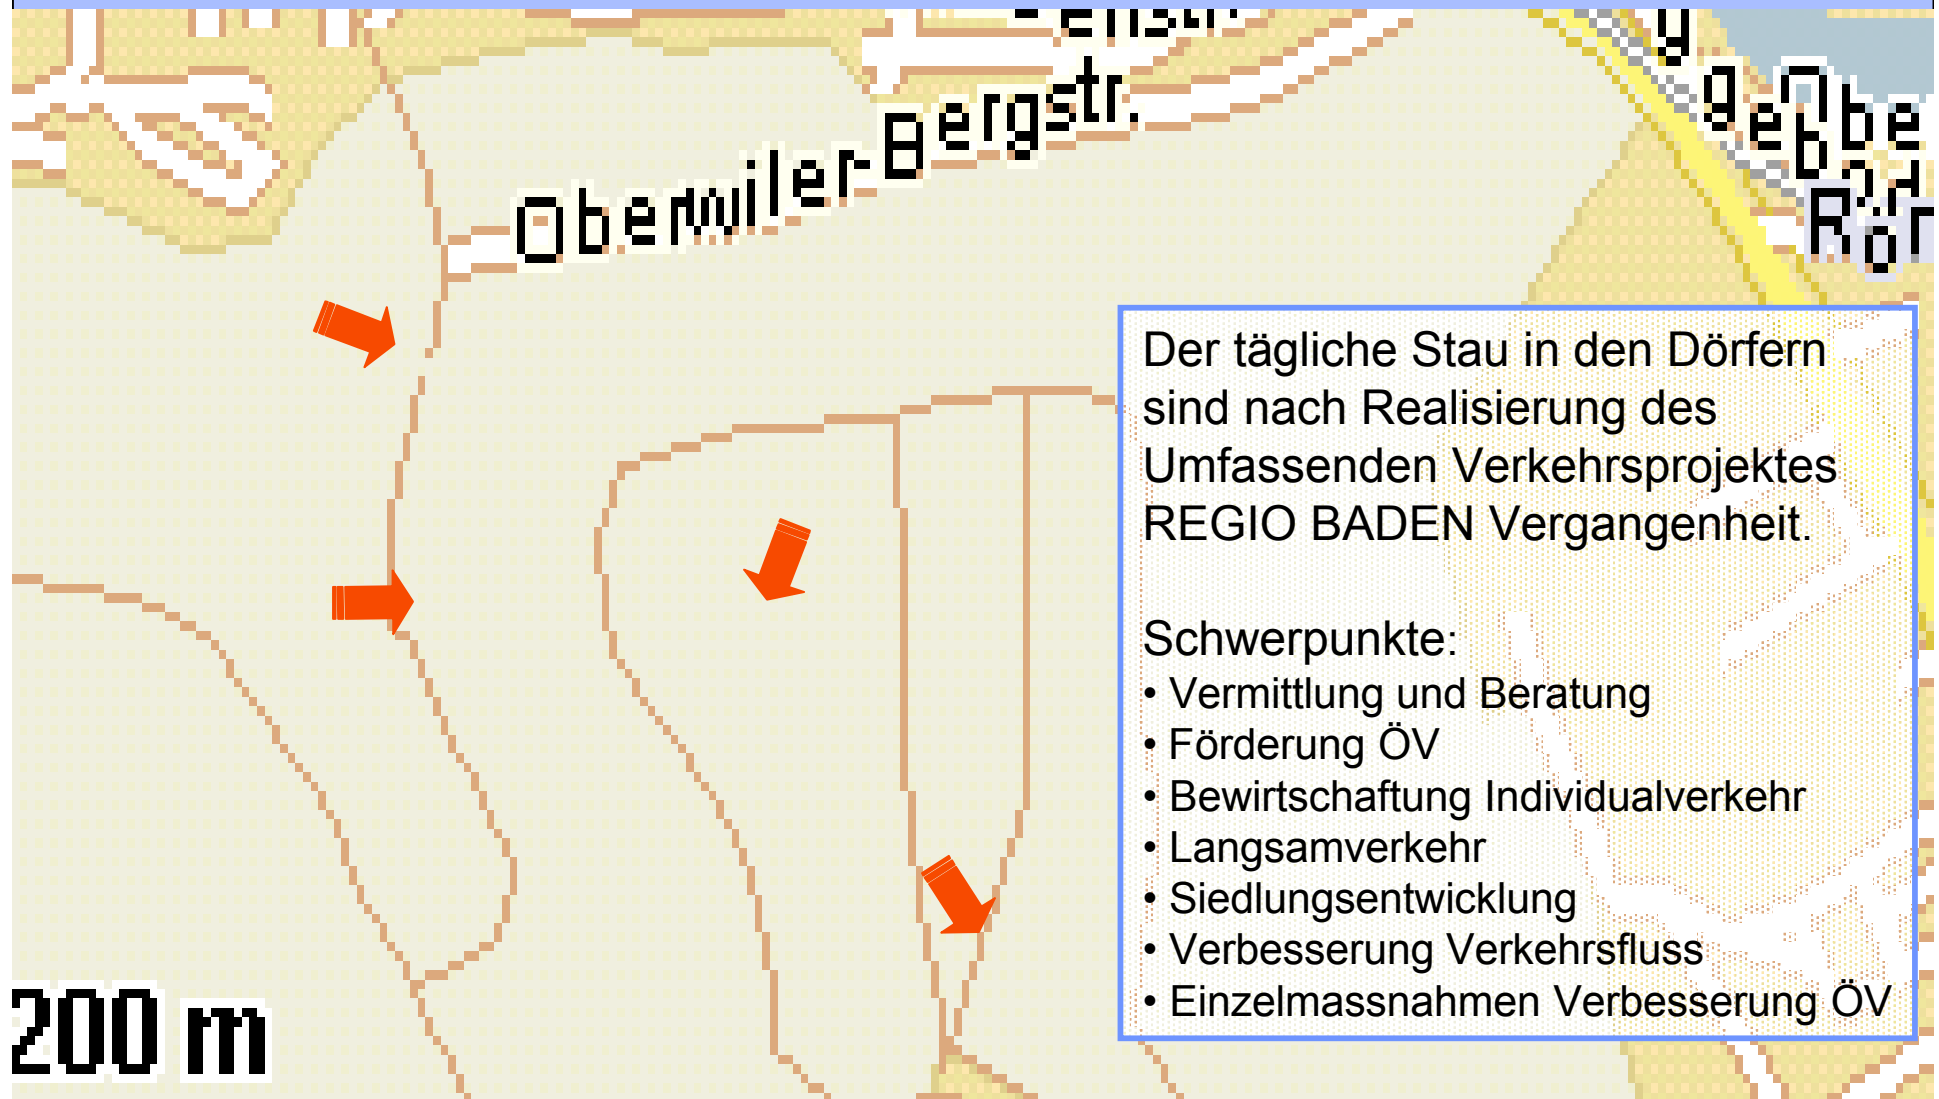 Oberwiler Bergstr.
Der tägliche Stau in den Dörfern
sind nach Realisierung des
Umfassenden Verkehrsprojektes
REGIO BADEN Vergangenheit.
Schwerpunkte:
• Vermittlung und Beratung
• Förderung ÖV
• Bewirtschaftung Individualverkehr
• Langsamverkehr
• Siedlungsentwicklung
• Verbesserung Verkehrsfluss
• Einzelmassnahmen Verbesserung ÖV
200 m